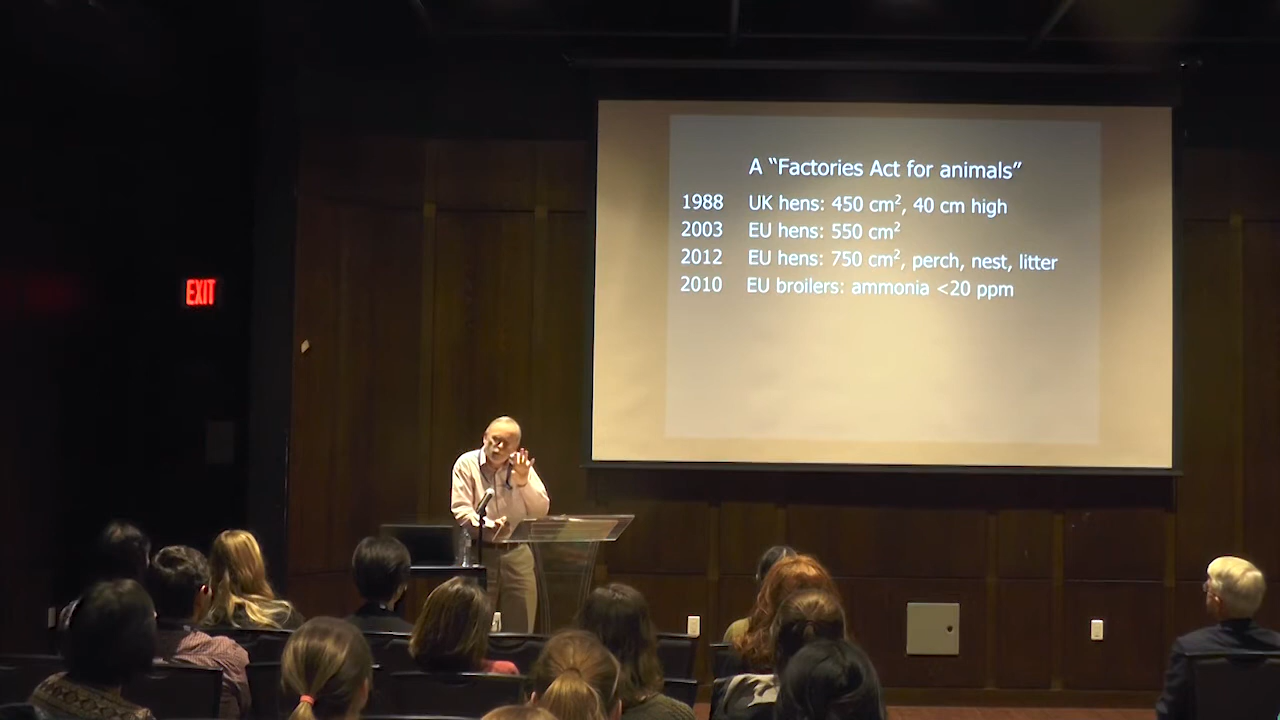 EXIT
A “Factories Act for animals”
1988 UK hens: 450 cm², 40 cm high
2003 EU hens: 550 cm²
2012 EU hens: 750 cm², perch, nest, litter
2010 EU broilers: ammonia <20 ppm